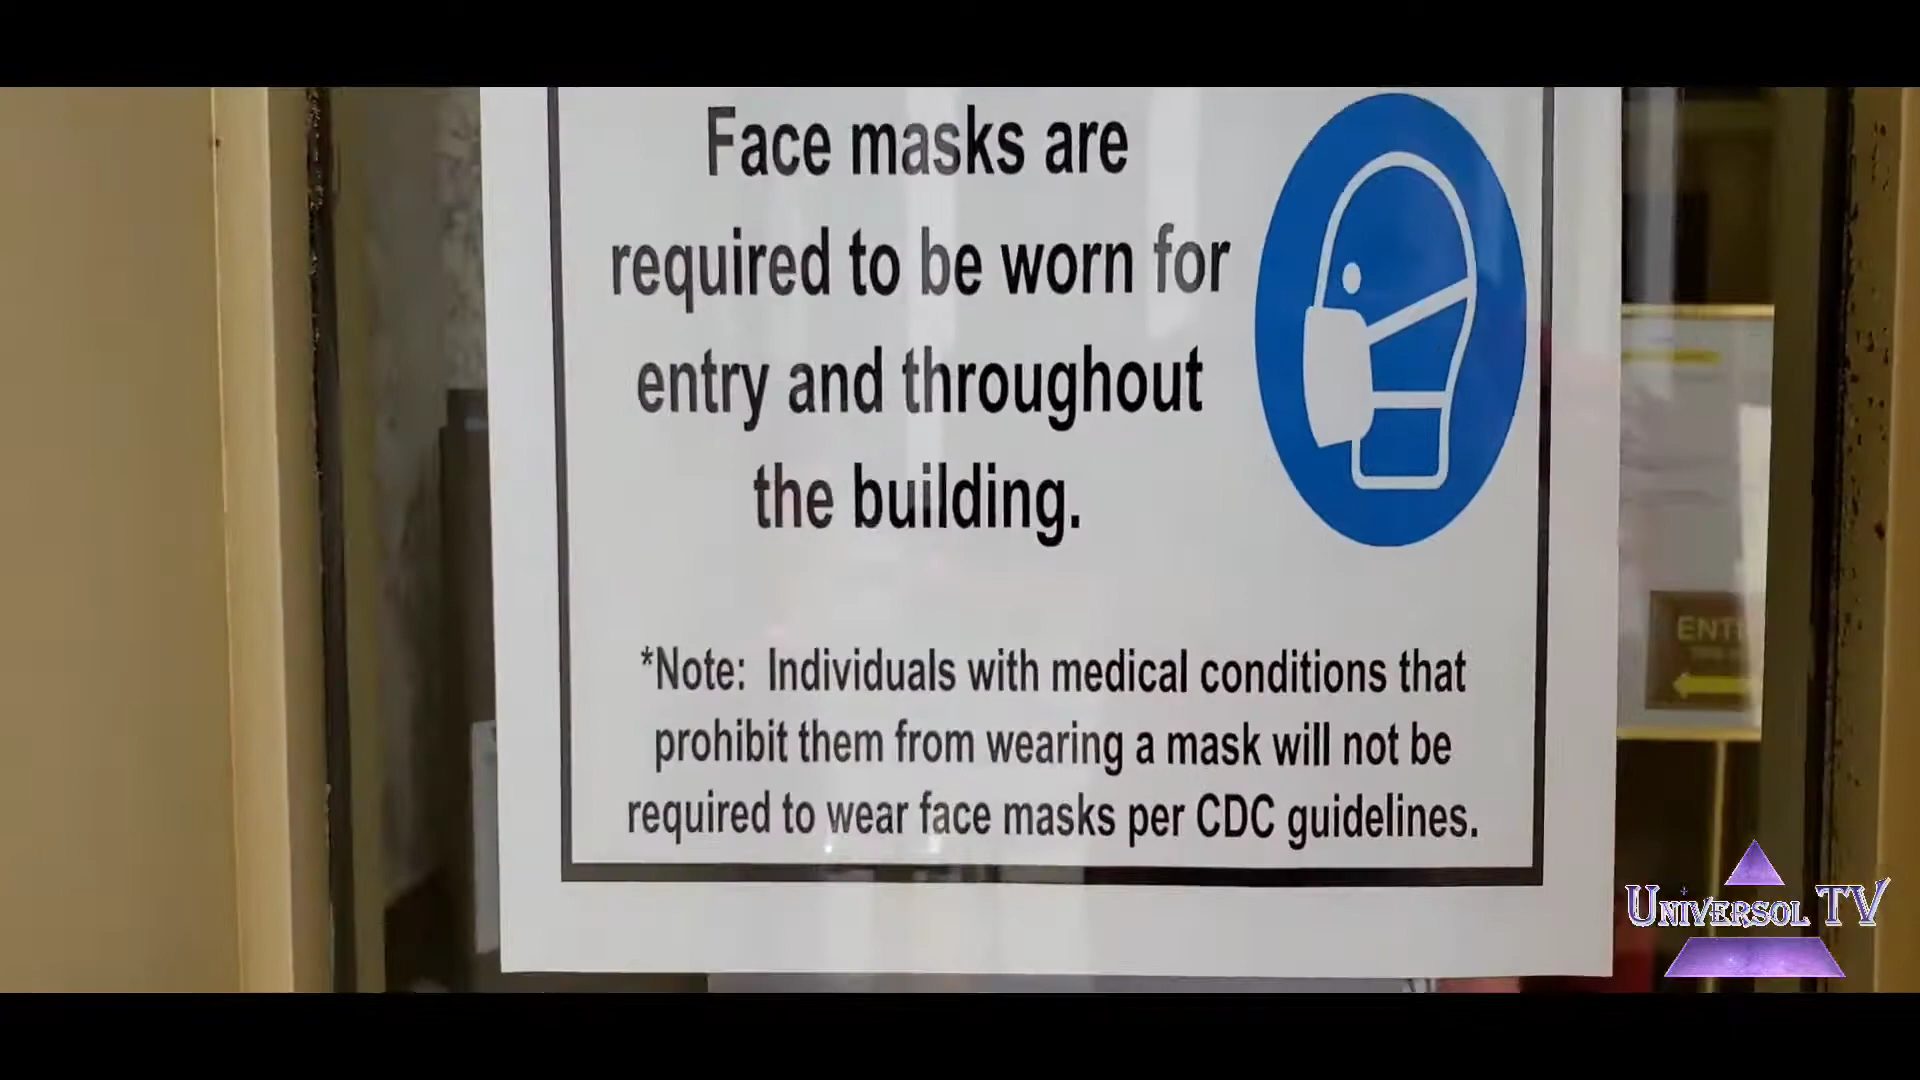 Face masks are
required to be worn for
entry and throughout
the building.
*Note: Individuals with medical conditions that
prohibit them from wearing a mask will not be
required to wear face masks per CDC guidelines.
UNIVERSOL TV